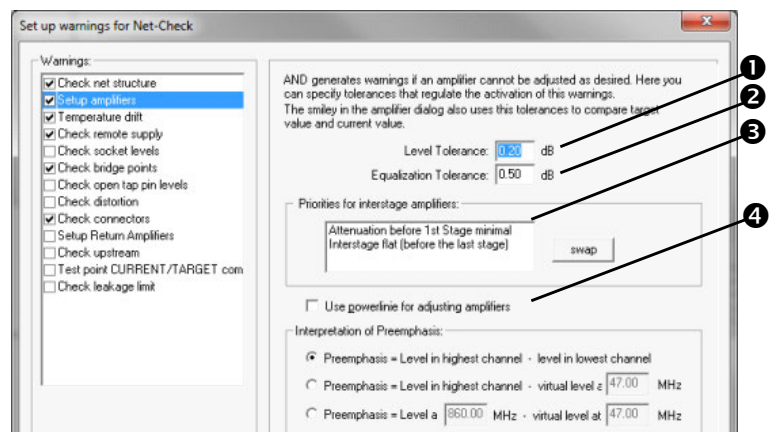 Set up warnings for Net-Check
Warnings:
Check net structure
Setup amplifiers
Temperature drift
Check remote supply
Check socket levels
Check bridge points
Check open tap pin levels
Check distortion
Check connectors
Setup Return Amplifiers
Check upstream
Test point CURRENT/TARGET com
Check leakage limit
AND generates warnings if an amplifier cannot be adjusted as desired. Here you
can specify tolerances that regulate the activation of this warnings.
The smiley in the amplifier dialog also uses this tolerances to compare target
value and current value.
Level Tolerance: 0.20 dB
Equalization Tolerance: 0.50 dB
Priorities for interstage amplifiers:
Attenuation before 1st Stage minimal
Interstage flat (before the last stage)
swap
Use powerlinie for adjusting amplifiers
Interpretation of Preemphasis:
Preemphasis = Level in highest channel - level in lowest channel
Preemphasis = Level in highest channel - virtual level a 47.00 MHz
Preemphasis = Level a 860.00 MHz - virtual level at 47.00 MHz
1
2
3
4